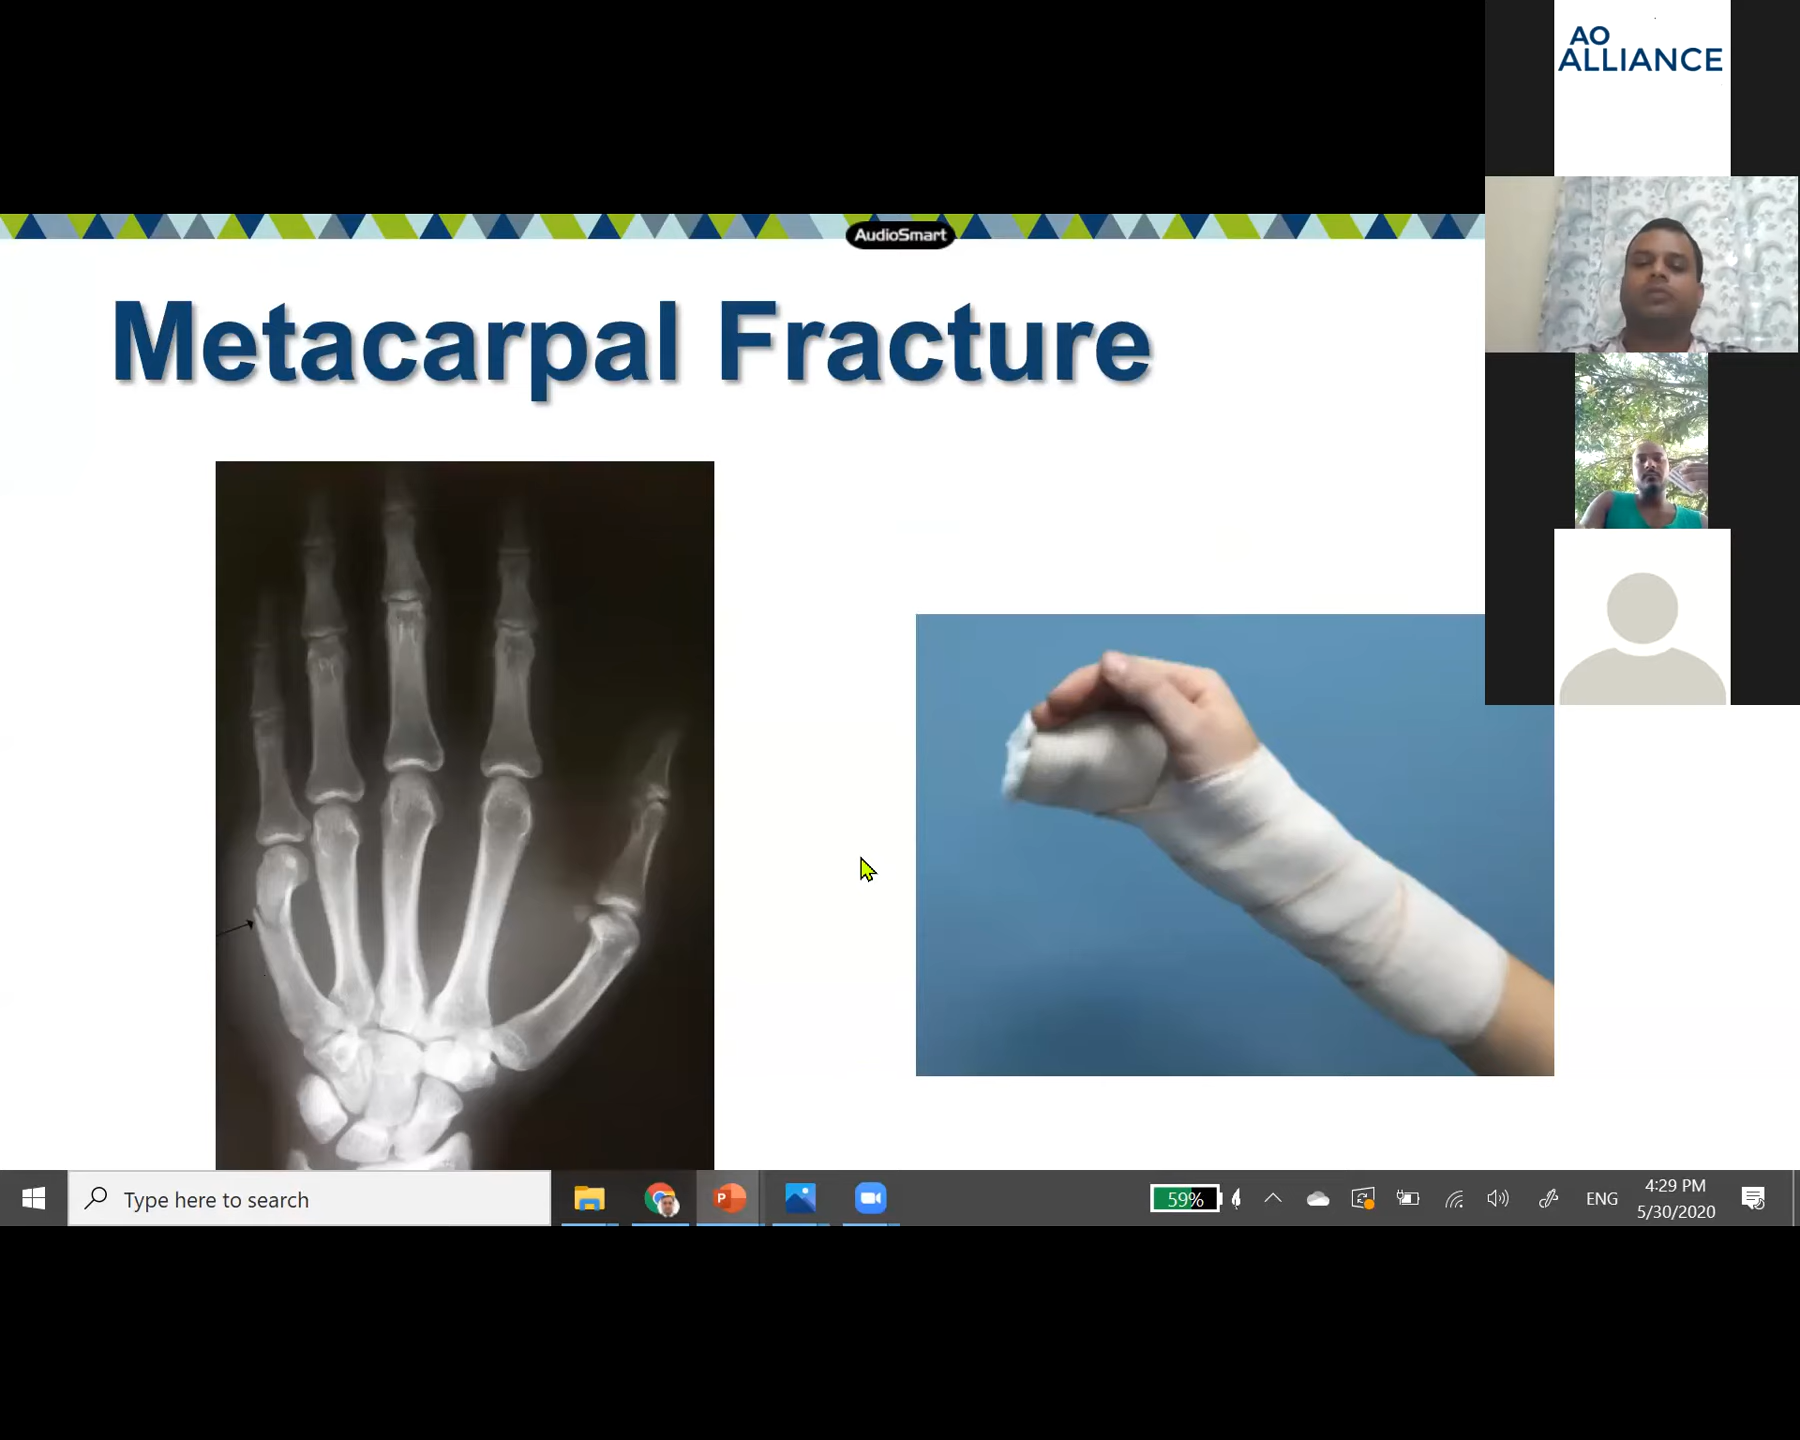 AO
ALLIANCE
AudioSmart
Metacarpal Fracture
Type here to search
59%
ENG
4:29 PM
5/30/2020